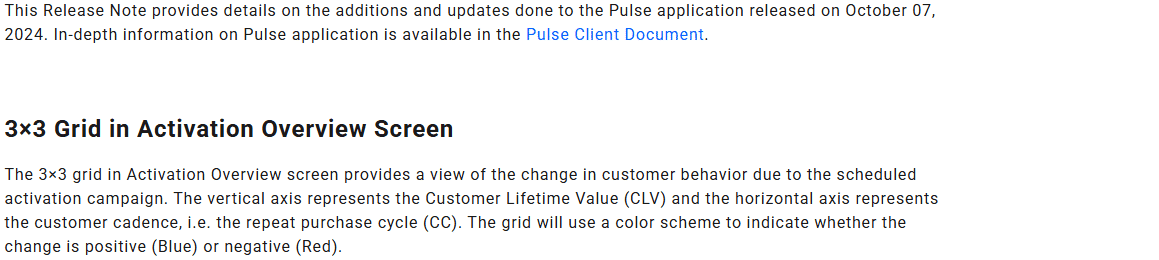 This Release Note provides details on the additions and updates done to the Pulse application released on October 07,
2024. In-depth information on Pulse application is available in the Pulse Client Document.
3×3 Grid in Activation Overview Screen
The 3×3 grid in Activation Overview screen provides a view of the change in customer behavior due to the scheduled
activation campaign. The vertical axis represents the Customer Lifetime Value (CLV) and the horizontal axis represents
the customer cadence, i.e. the repeat purchase cycle (CC). The grid will use a color scheme to indicate whether the
change is positive (Blue) or negative (Red).